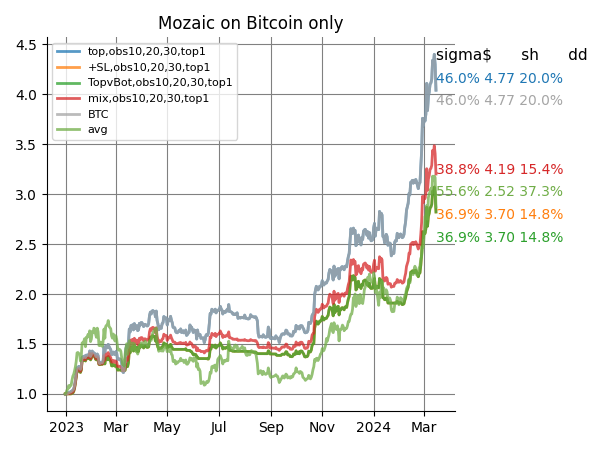 Mozaic on Bitcoin only
sigma$ sh dd
top,obs10,20,30,top1
+SL,obs10,20,30,top1
TopvBot,obs10,20,30,top1
mix,obs10,20,30,top1
BTC
avg
46.0% 4.77 20.0%
46.0% 4.77 20.0%
38.8% 4.19 15.4%
55.6% 2.52 37.3%
36.9% 3.70 14.8%
36.9% 3.70 14.8%
4.5
4.0
3.5
3.0
2.5
2.0
1.5
1.0
2023 Mar May Jul Sep Nov 2024 Mar